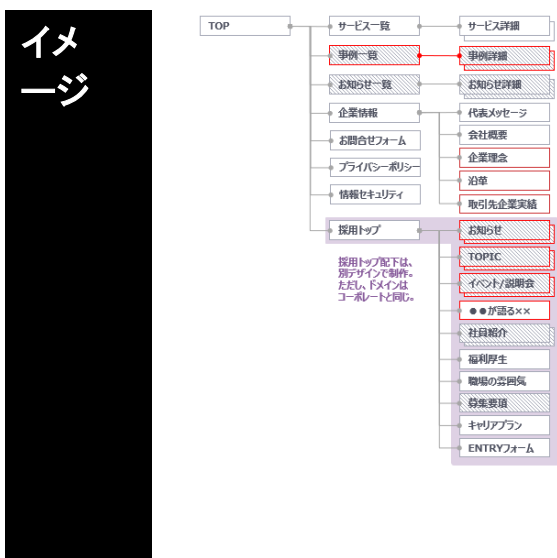 イメ
ージ
TOP
サービス一覧
サービス詳細
事例一覧
事例詳細
お知らせ一覧
お知らせ詳細
企業情報
代表メッセージ
会社概要
企業理念
沿革
取引先企業実績
お問合せフォーム
プライバシーポリシー
情報セキュリティ
採用トップ
お知らせ
TOPIC
イベント/説明会
●●が語る××
社員紹介
福利厚生
職場の雰囲気
募集要項
キャリアプラン
ENTRYフォーム
採用トップ配下は、
別デザインで制作。
ただし、ドメインは
コーポレートと同じ。